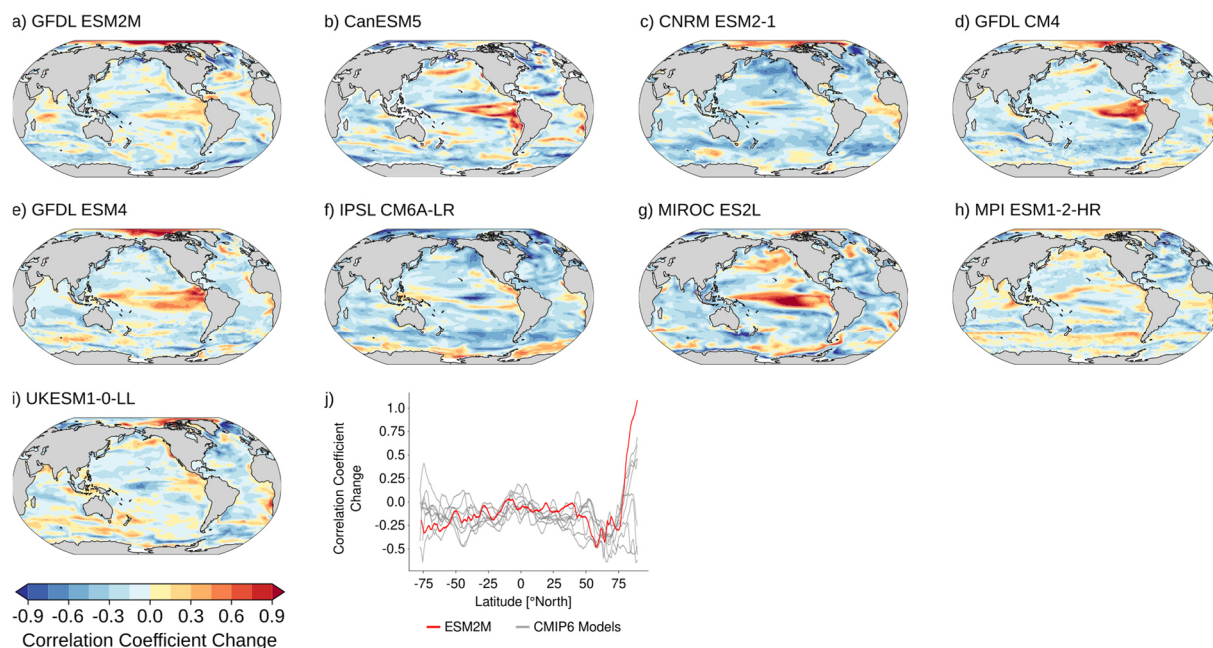 a) GFDL ESM2M
b) CanESM5
c) CNRM ESM2-1
d) GFDL CM4
e) GFDL ESM4
f) IPSL CM6A-LR
g) MIROC ES2L
h) MPI ESM1-2-HR
i) UKESM1-0-LL
-0.9 -0.6 -0.3 0.0 0.3 0.6 0.9
Correlation Coefficient Change
j)
Correlation Coefficient
Change
1.0
0.75
0.5
0.25
0.0
-0.25
-0.5
-75 -50 -25 0 25 50 75
Latitude [°North]
ESM2M CMIP6 Models